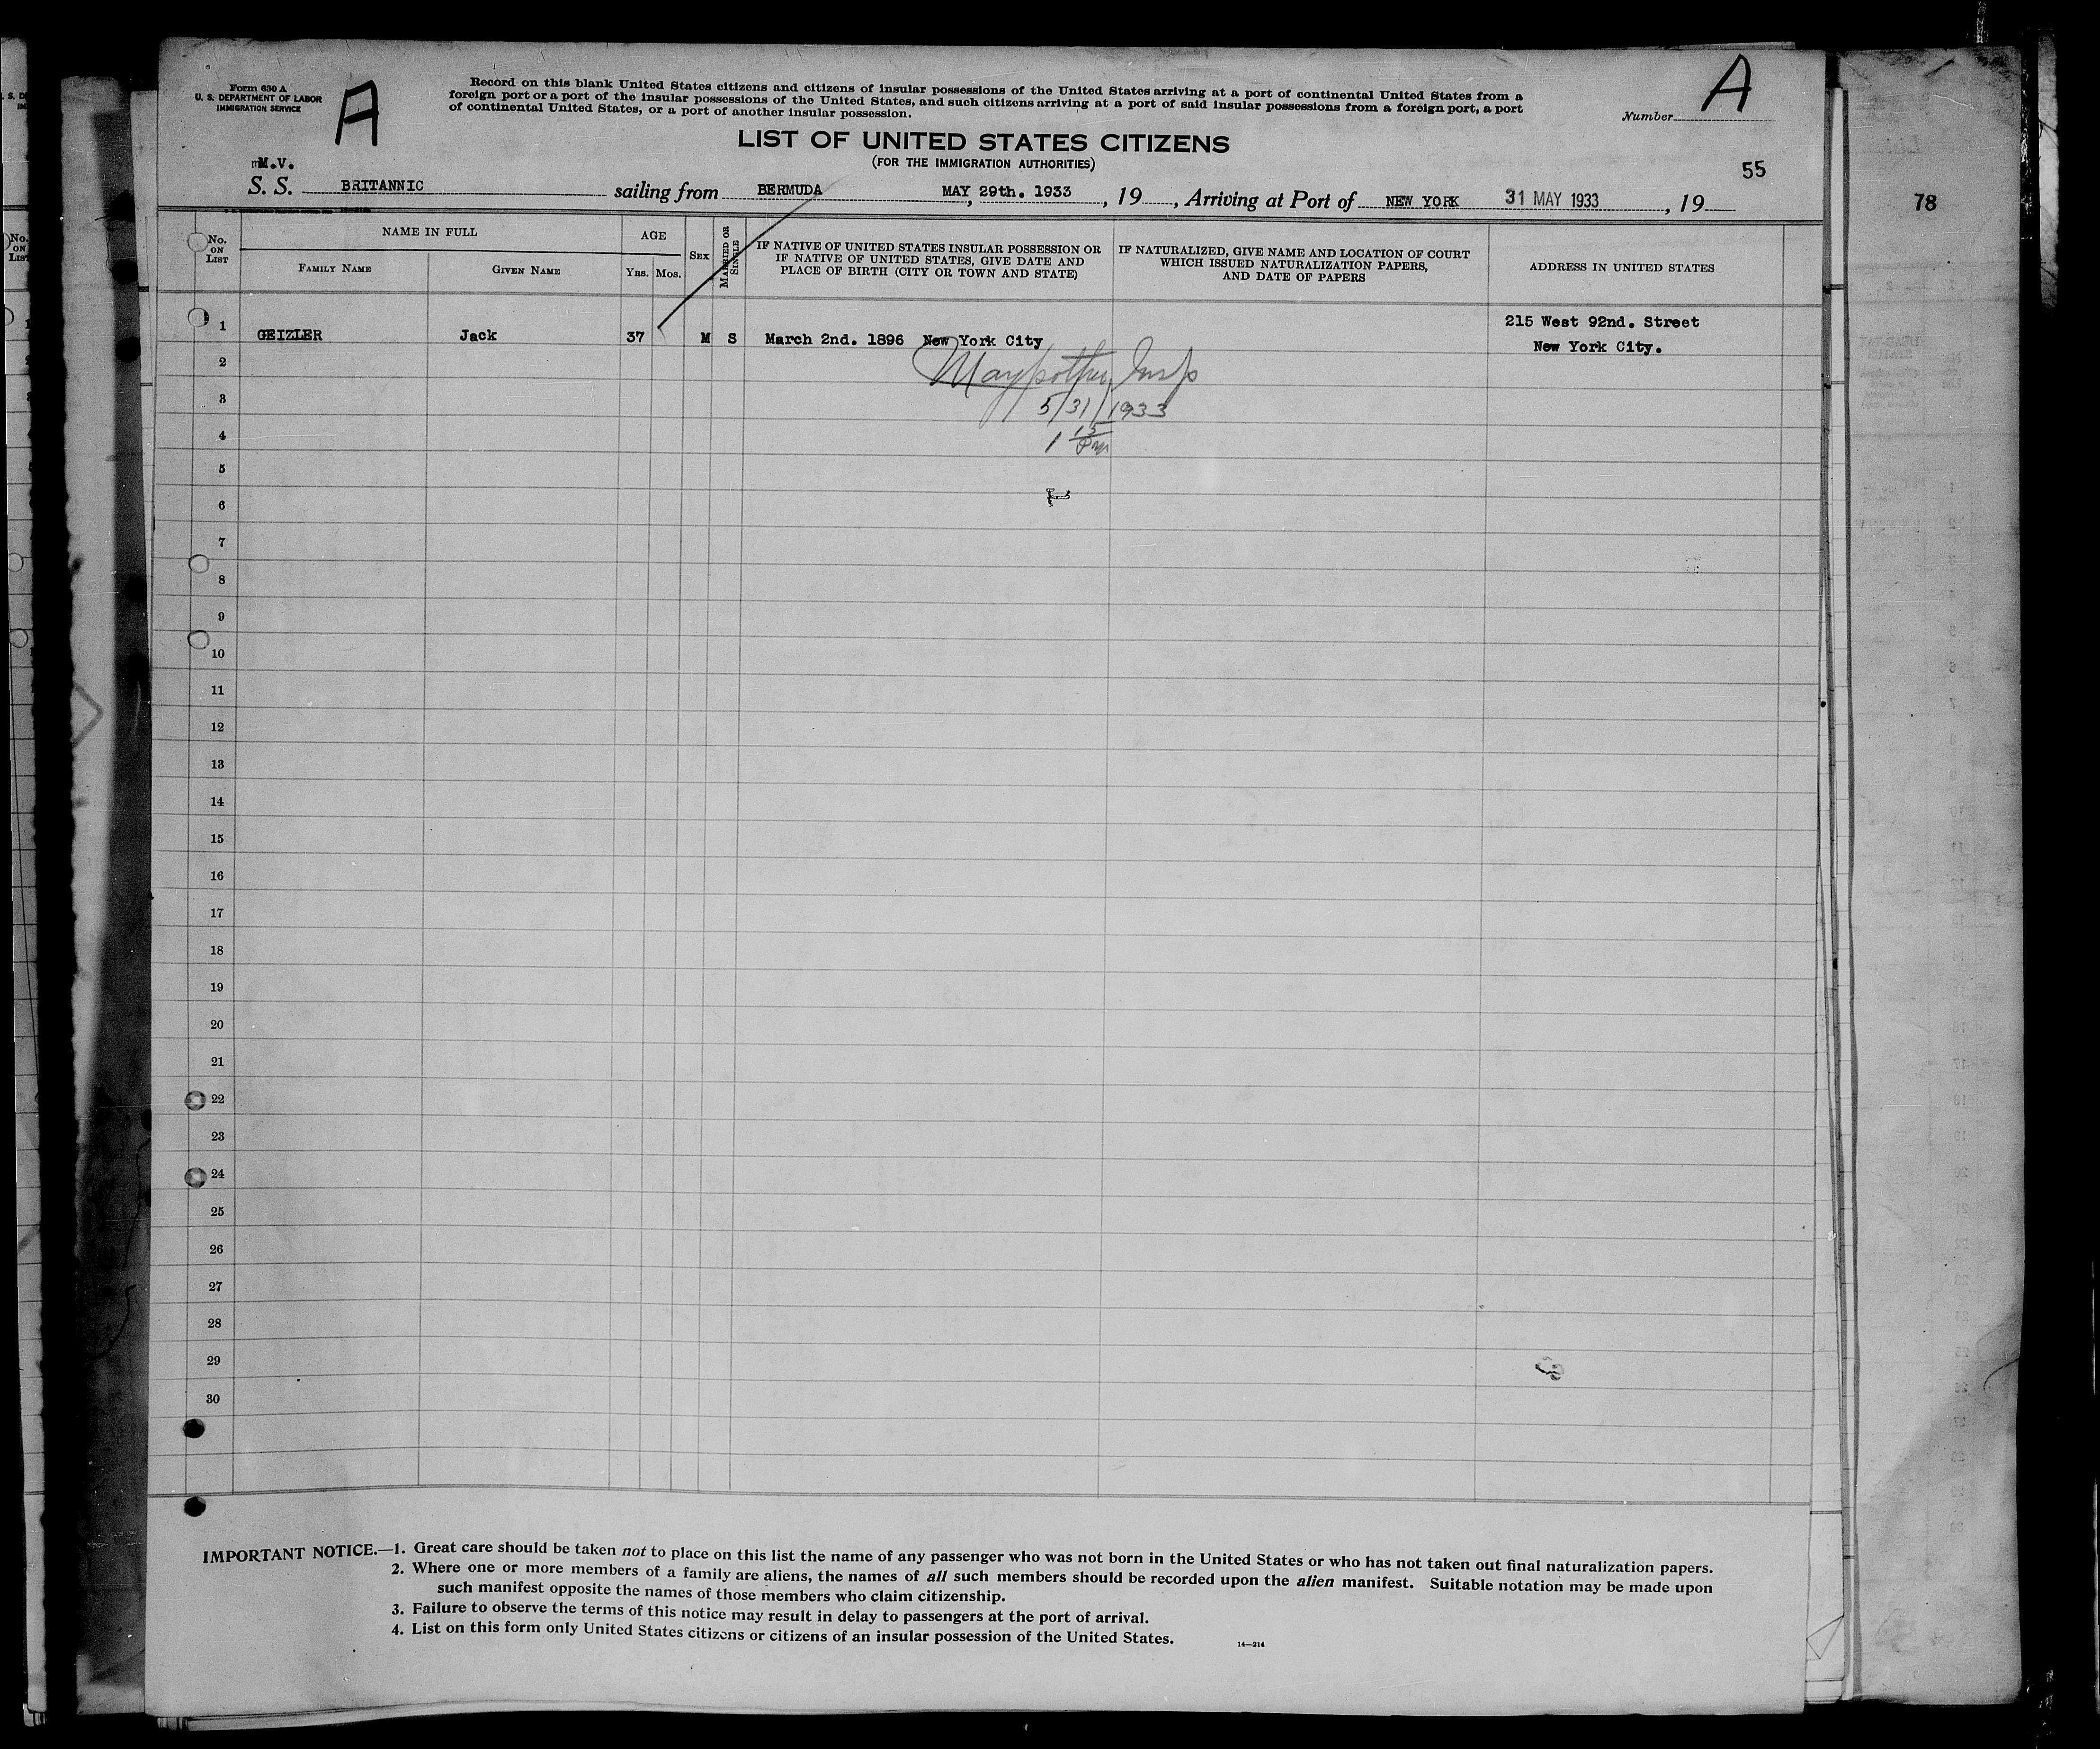 Form 630 A
U. S. DEPARTMENT OF LABOR
IMMIGRATION SERVICE
A
Record on this blank United States citizens and citizens of insular possessions of the United States arriving at a port of continental United States from a
foreign port or a port of the insular possessions of the United States, and such citizens arriving at a port of said insular possessions from a foreign port, a port
of continental United States, or a port of another insular possession.
A
Number
LIST OF UNITED STATES CITIZENS
(FOR THE IMMIGRATION AUTHORITIES)
55
M.V.
S. S. BRITANNIC sailing from BERMUDA MAY 29th. 1933, 19 , Arriving at Port of NEW YORK 31 MAY 1933 , 19
78
No. ON LIST
NAME IN FULL
FAMILY NAME
GIVEN NAME
AGE
YRS.
MOS.
SEX
MARRIED OR SINGLE
IF NATIVE OF UNITED STATES INSULAR POSSESSION OR
IF NATIVE OF UNITED STATES, GIVE DATE AND
PLACE OF BIRTH (CITY OR TOWN AND STATE)
IF NATURALIZED, GIVE NAME AND LOCATION OF COURT
WHICH ISSUED NATURALIZATION PAPERS,
AND DATE OF PAPERS
ADDRESS IN UNITED STATES
1 GEIZLER Jack 37 M S March 2nd. 1896 New York City 215 West 92nd. Street
New York City.
2 Insp
3 5/31/1933
4 1 15 Pm
5
6
7
8
9
10
11
12
13
14
15
16
17
18
19
20
21
22
23
24
25
26
27
28
29
30
IMPORTANT NOTICE.—1. Great care should be taken not to place on this list the name of any passenger who was not born in the United States or who has not taken out final naturalization papers.
2. Where one or more members of a family are aliens, the names of all such members should be recorded upon the alien manifest. Suitable notation may be made upon
such manifest opposite the names of those members who claim citizenship.
3. Failure to observe the terms of this notice may result in delay to passengers at the port of arrival.
4. List on this form only United States citizens or citizens of an insular possession of the United States.
14—214